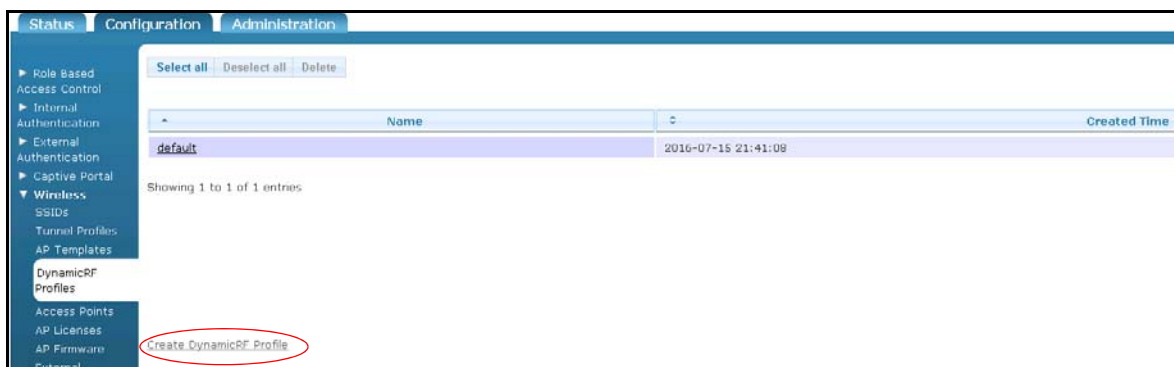 Status Configuration Administration
Role Based
Access Control
Internal
Authentication
External
Authentication
Captive Portal
Wireless
SSIDs
Tunnel Profiles
AP Templates
DynamicRF
Profiles
Access Points
AP Licenses
AP Firmware
External
Select all Deselect all Delete
Name Created Time
default 2016-07-15 21:41:08
Showing 1 to 1 of 1 entries
Create DynamicRF Profile